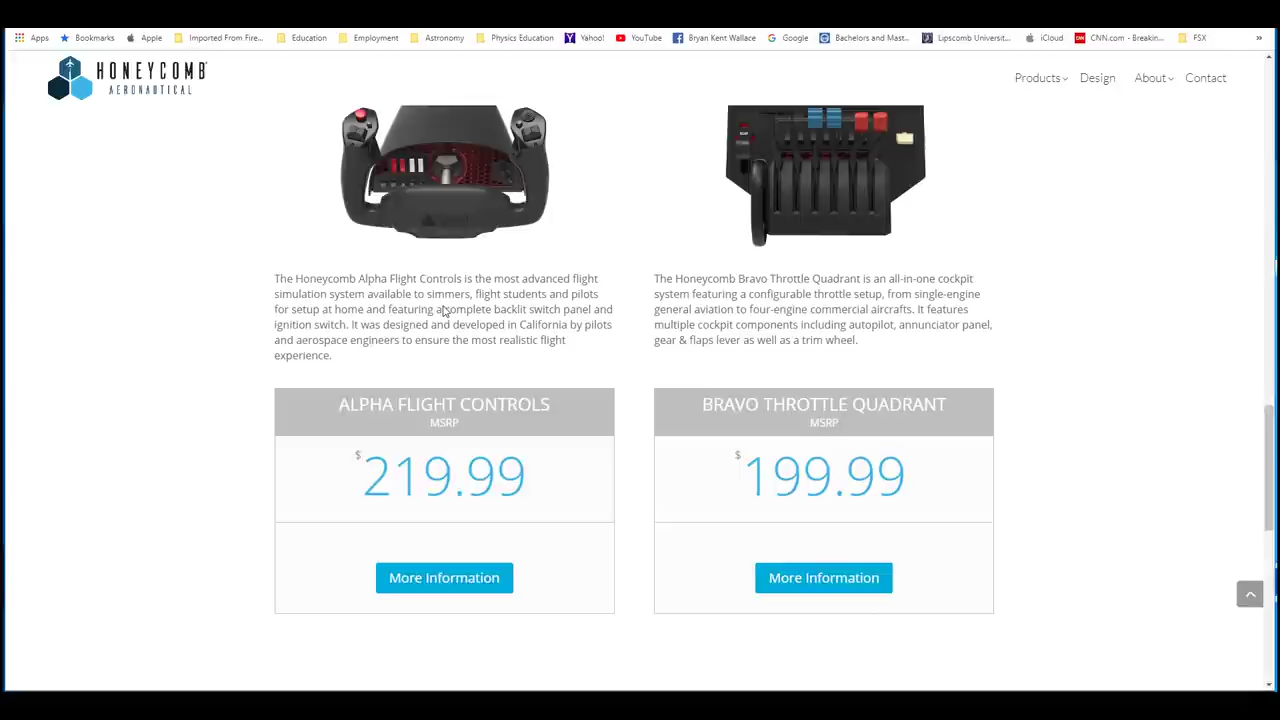 Apps Bookmarks Apple Imported From Fire... Education Employment Astronomy Physics Education Yahoo! YouTube Bryan Kent Wallace Google Bachelors and Mast... Lipscomb Universit... iCloud CNN.com - Breakin... FSX »
HONEYCOMB
AERONAUTICAL
Products Design About Contact
The Honeycomb Alpha Flight Controls is the most advanced flight
simulation system available to simmers, flight students and pilots
for setup at home and featuring a complete backlit switch panel and
ignition switch. It was designed and developed in California by pilots
and aerospace engineers to ensure the most realistic flight
experience.
The Honeycomb Bravo Throttle Quadrant is an all-in-one cockpit
system featuring a configurable throttle setup, from single-engine
general aviation to four-engine commercial aircrafts. It features
multiple cockpit components including autopilot, annunciator panel,
gear & flaps lever as well as a trim wheel.
ALPHA FLIGHT CONTROLS
MSRP
$219.99
More Information
BRAVO THROTTLE QUADRANT
MSRP
$199.99
More Information